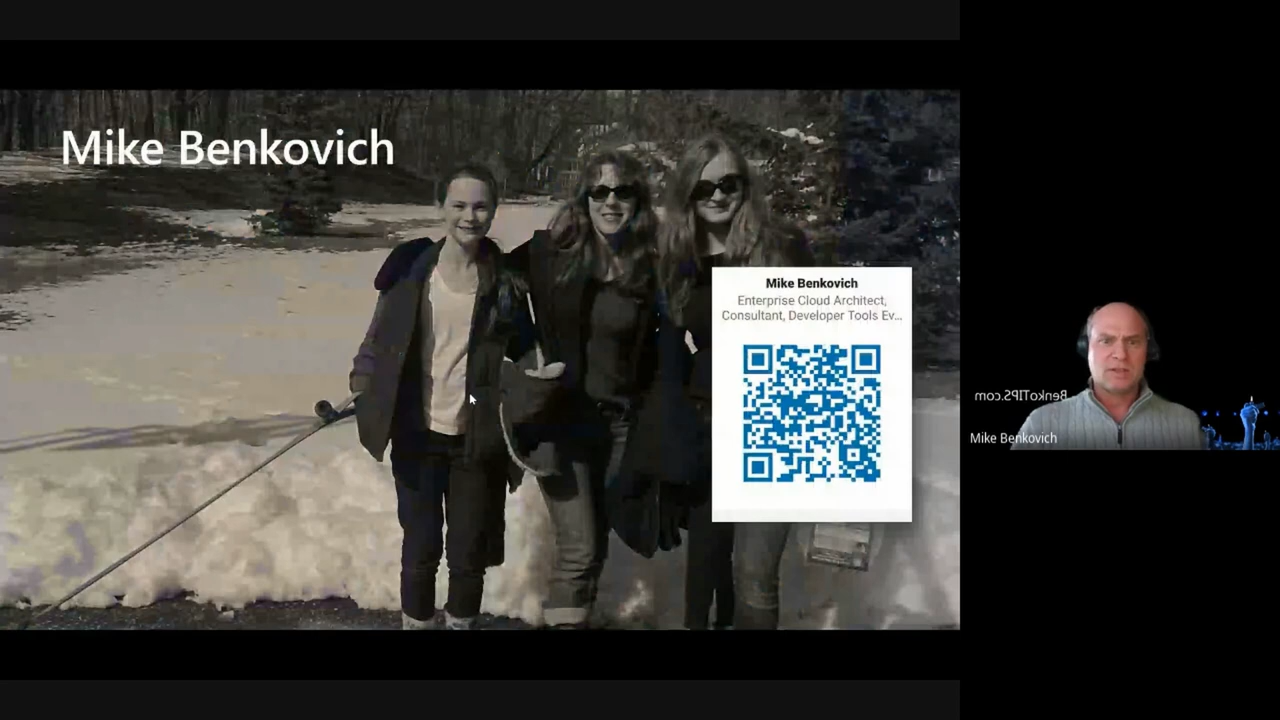 Mike Benkovich
Mike Benkovich
Enterprise Cloud Architect,
Consultant, Developer Tools Ev...
BenkoTIPS.com
Mike Benkovich